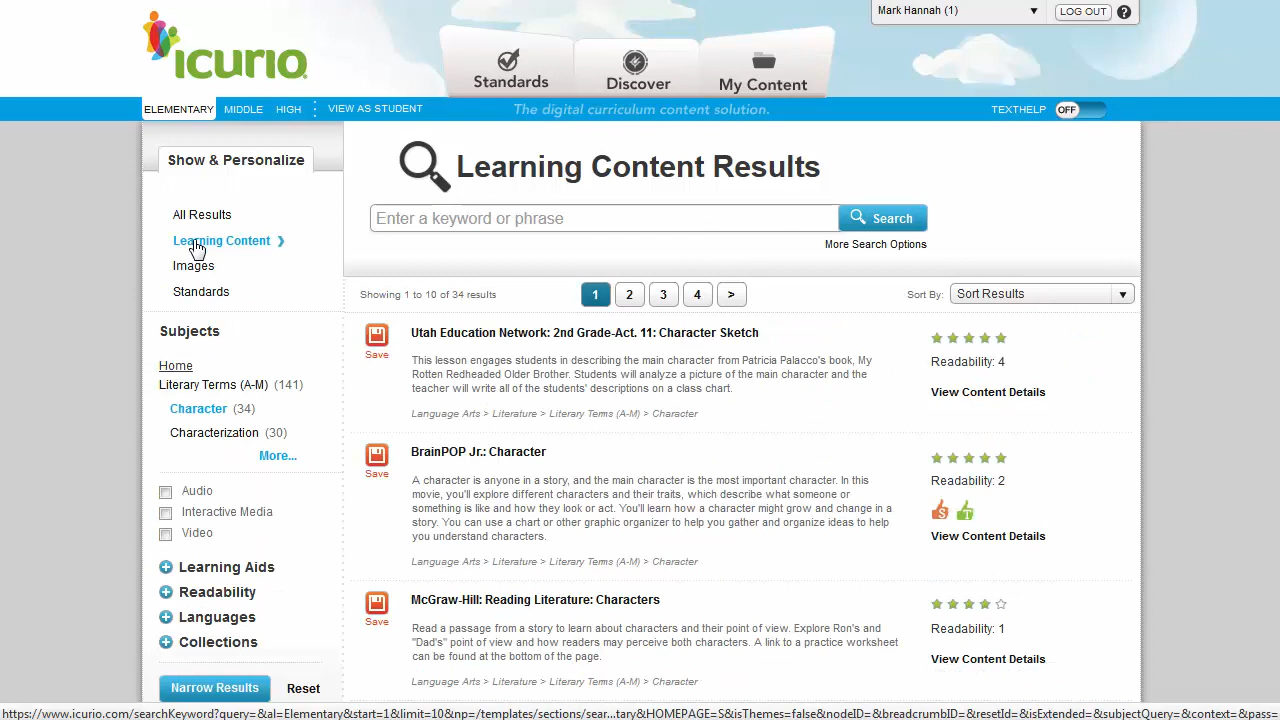 Mark Hannah (1)
LOG OUT
?
icurio
Standards
Discover
My Content
ELEMENTARY
MIDDLE
HIGH
VIEW AS STUDENT
The digital curriculum content solution.
TEXTHELP
OFF
Show & Personalize
All Results
Learning Content
Images
Standards
Subjects
Home
Literary Terms (A-M) (141)
Character (34)
Characterization (30)
More...
Audio
Interactive Media
Video
Learning Aids
Readability
Languages
Collections
Narrow Results
Reset
Learning Content Results
Enter a keyword or phrase
Search
More Search Options
Showing 1 to 10 of 34 results
1
2
3
4
>
Sort By:
Sort Results
Save
Utah Education Network: 2nd Grade-Act. 11: Character Sketch
This lesson engages students in describing the main character from Patricia Palacco's book, My
Rotten Redheaded Older Brother. Students will analyze a picture of the main character and the
teacher will write all of the students' descriptions on a class chart.
Language Arts > Literature > Literary Terms (A-M) > Character
Readability: 4
View Content Details
Save
BrainPOP Jr.: Character
A character is anyone in a story, and the main character is the most important character. In this
movie, you'll explore different characters and their traits, which describe what someone or
something is like and how they look or act. You'll learn how a character might grow and change in a
story. You can use a chart or other graphic organizer to help you gather and organize ideas to help
you understand characters.
Language Arts > Literature > Literary Terms (A-M) > Character
Readability: 2
S
T
View Content Details
Save
McGraw-Hill: Reading Literature: Characters
Read a passage from a story to learn about characters and their point of view. Explore Ron's and
"Dad's" point of view and how readers may perceive both characters. A link to a practice worksheet
can be found at the bottom of the page.
Language Arts > Literature > Literary Terms (A-M) > Character
Readability: 1
View Content Details
https://www.icurio.com/searchKeyword?query=&al=Elementary&start=1&limit=10&np=/templates/sections/sear...tary&HOMEPAGE=S&isThemes=false&nodeID=&breadcrumbID=&resetId=&isExtended=&subjectQuery=&context=&pass=